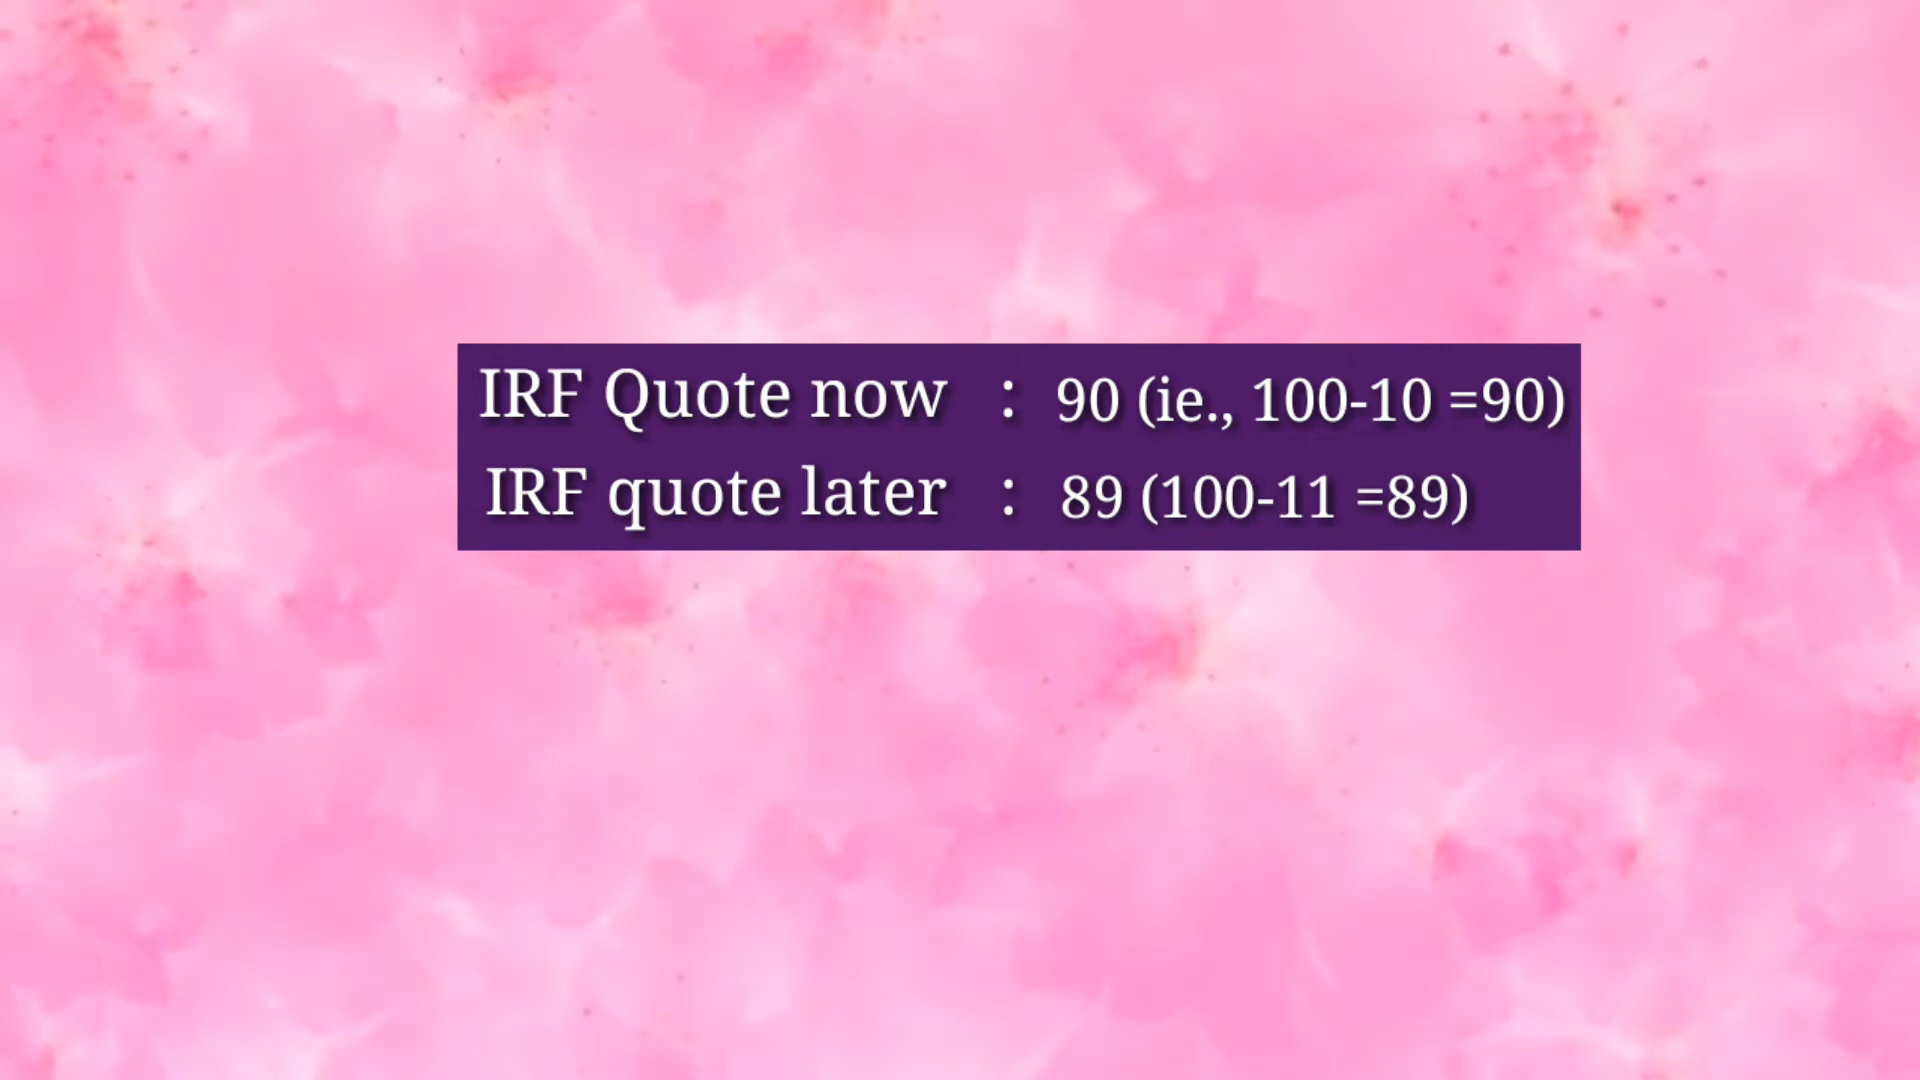 IRF Quote now : 90 (ie., 100-10 =90)
IRF quote later : 89 (100-11 =89)